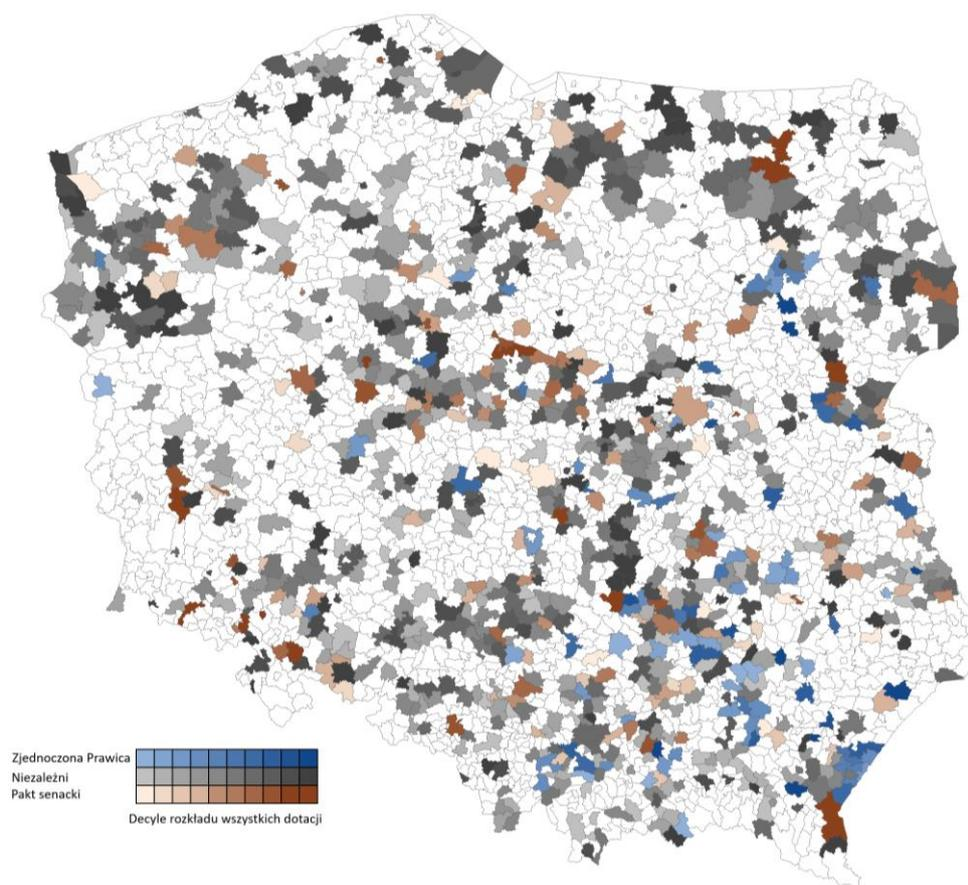 Zjednoczona Prawica
Niezależni
Pakt senacki
Decyle rozkładu wszystkich dotacji